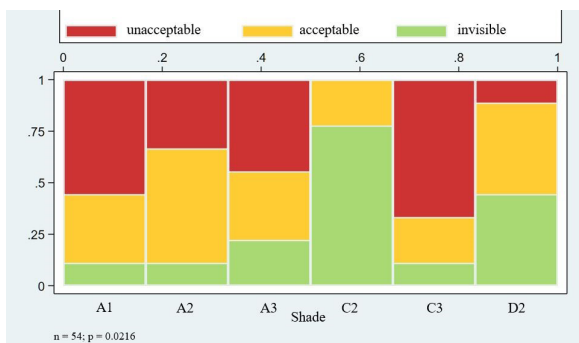 unacceptable acceptable invisible
0 .2 .4 .6 .8 1
1
.75
.5
.25
0
A1 A2 A3 C2 C3 D2
Shade
n = 54; p = 0.0216